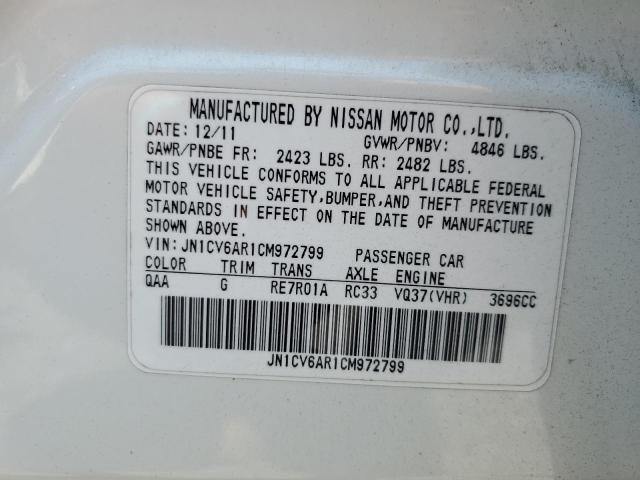 MANUFACTURED BY NISSAN MOTOR CO.,LTD.
DATE: 12/11 GVWR/PNBV: 4846 LBS.
GAWR/PNBE FR: 2423 LBS. RR: 2482 LBS.
THIS VEHICLE CONFORMS TO ALL APPLICABLE FEDERAL
MOTOR VEHICLE SAFETY,BUMPER,AND THEFT PREVENTION
STANDARDS IN EFFECT ON THE DATE OF MANUFACTURE
SHOWN ABOVE.
VIN:JN1CV6AR1CM972799 PASSENGER CAR
COLOR TRIM TRANS AXLE ENGINE
QAA G RE7R01A RC33 VQ37(VHR) 3696CC
JN1CV6AR1CM972799